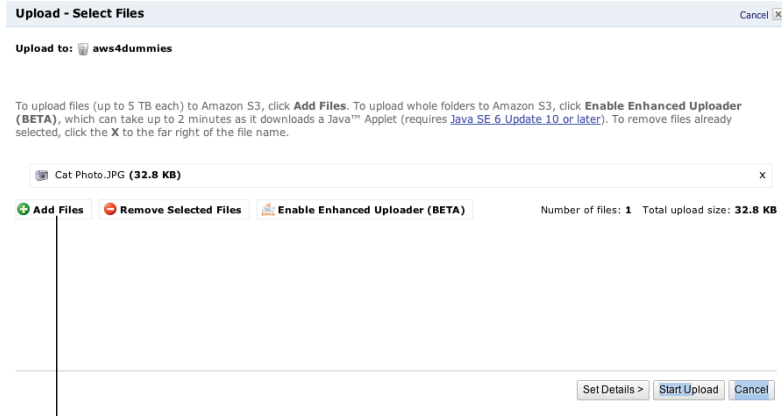 Upload - Select Files
Cancel x
Upload to: aws4dummies
To upload files (up to 5 TB each) to Amazon S3, click Add Files. To upload whole folders to Amazon S3, click Enable Enhanced Uploader
(BETA), which can take up to 2 minutes as it downloads a Java™ Applet (requires Java SE 6 Update 10 or later). To remove files already
selected, click the X to the far right of the file name.
Cat Photo.JPG (32.8 KB) x
Add Files Remove Selected Files Enable Enhanced Uploader (BETA) Number of files: 1 Total upload size: 32.8 KB
Set Details > Start Upload Cancel